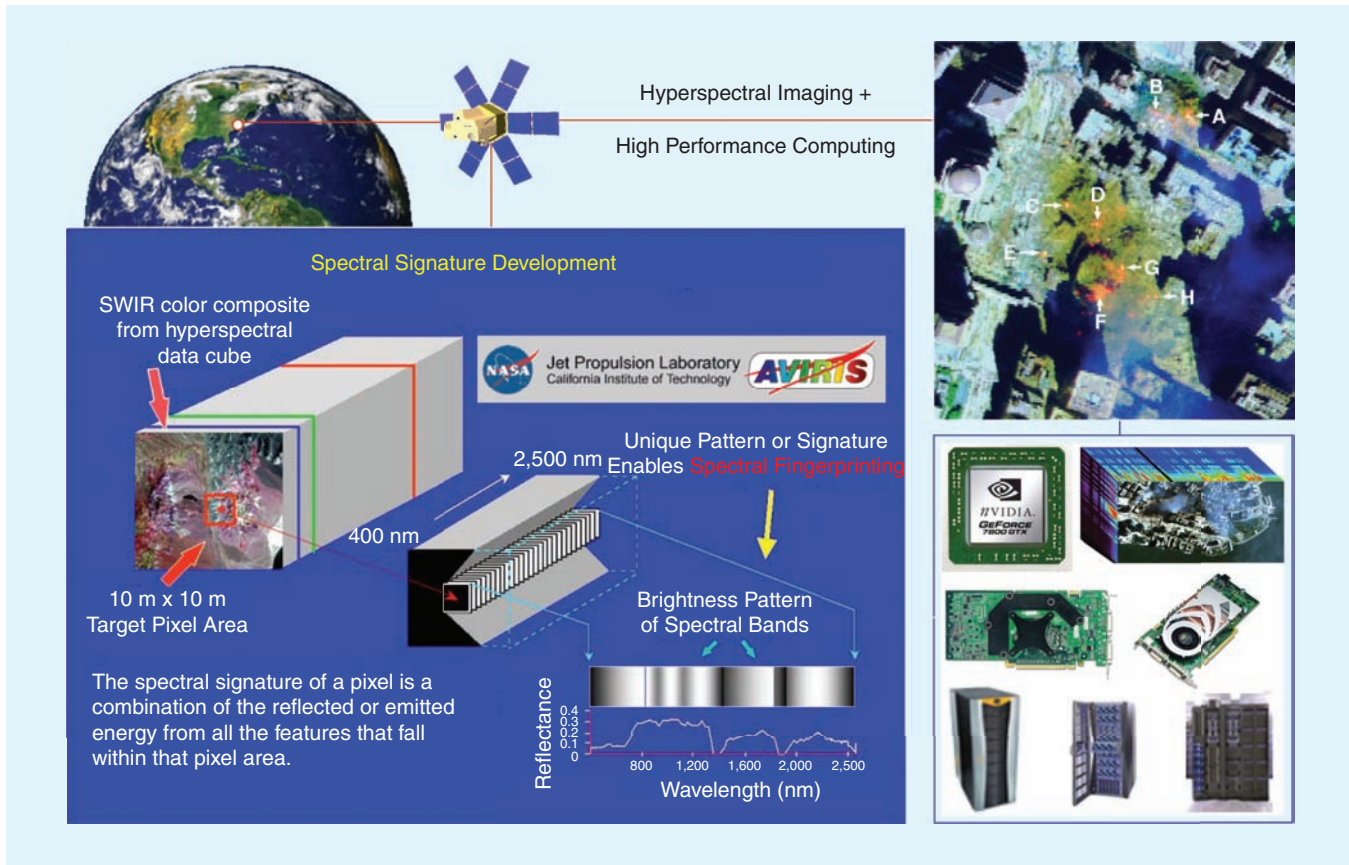 Hyperspectral Imaging +
High Performance Computing
B
A
C
D
E
G
H
F
Spectral Signature Development
SWIR color composite
from hyperspectral
data cube
NASA
Jet Propulsion Laboratory
California Institute of Technology
AVIRIS
Unique Pattern or Signature
Enables Spectral Fingerprinting
2,500 nm
400 nm
10 m x 10 m
Target Pixel Area
Brightness Pattern
of Spectral Bands
The spectral signature of a pixel is a
combination of the reflected or emitted
energy from all the features that fall
within that pixel area.
Reflectance
0.4
0.3
0.2
0.1
0
800
1,200
1,600
2,000
2,500
Wavelength (nm)
nVIDIA.
GEFORCE
7800 GTX